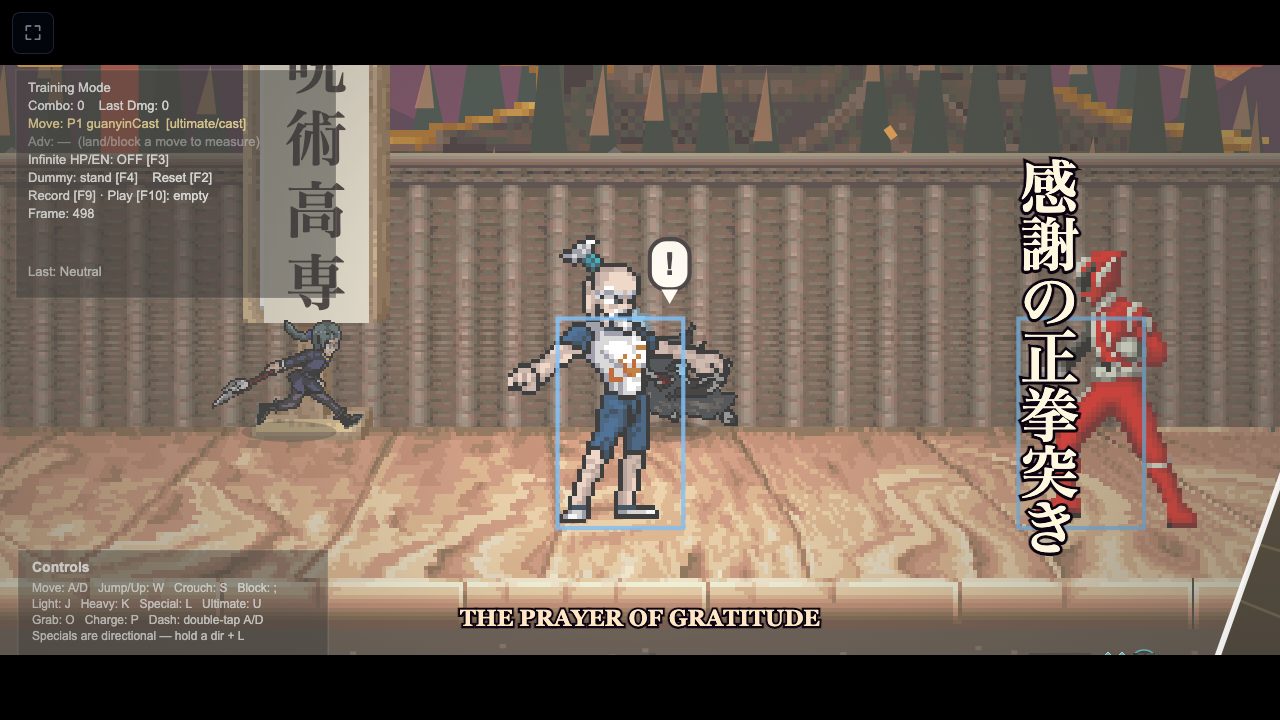 Training Mode
Combo: 0 Last Dmg: 0
Move: P1 guanyinCast [ultimate/cast]
Adv: — (land/block a move to measure)
Infinite HP/EN: OFF [F3]
Dummy: stand [F4] Reset [F2]
Record [F9] · Play [F10]: empty
Frame: 498
Last: Neutral
呪術高専
!
感謝の正拳突き
Controls
Move: A/D Jump/Up: W Crouch: S Block: ;
Light: J Heavy: K Special: L Ultimate: U
Grab: O Charge: P Dash: double-tap A/D
Specials are directional — hold a dir + L
THE PRAYER OF GRATITUDE